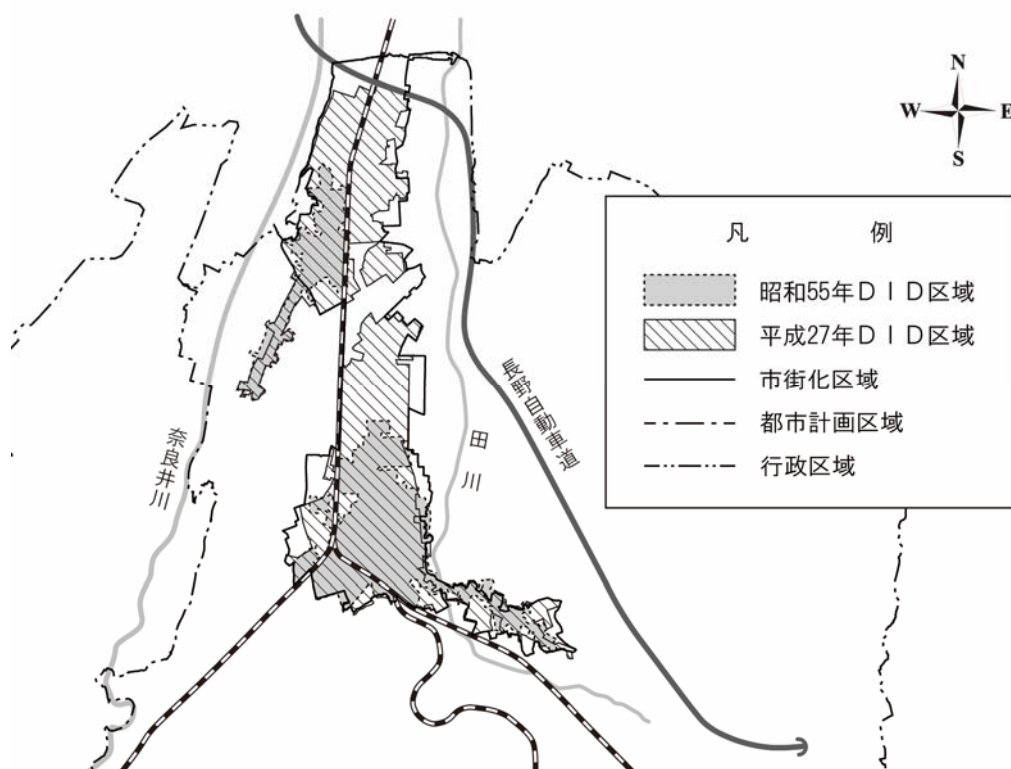 N
W E
S
凡 例
昭和55年DID区域
平成27年DID区域
市街化区域
都市計画区域
行政区域
奈良井川
田川
長野自動車道